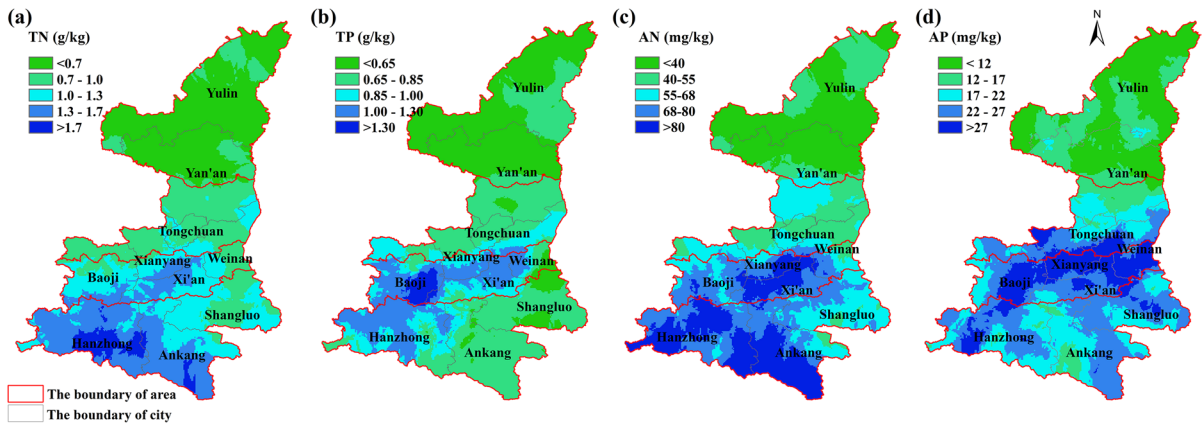 (a)
TN (g/kg)
<0.7
0.7 - 1.0
1.0 - 1.3
1.3 - 1.7
>1.7
Yulin
Yan'an
Tongchuan
Xianyang
Weinan
Baoji
Xi'an
Shangluo
Hanzhong
Ankang
(b)
TP (g/kg)
<0.65
0.65 - 0.85
0.85 - 1.00
1.00 - 1.30
>1.30
Yulin
Yan'an
Tongchuan
Xianyang
Weinan
Baoji
Xi'an
Shangluo
Hanzhong
Ankang
(c)
AN (mg/kg)
<40
40-55
55-68
68-80
>80
Yulin
Yan'an
Tongchuan
Weinan
Xianyang
Baoji
Xi'an
Shangluo
Hanzhong
Ankang
(d)
AP (mg/kg)
< 12
12 - 17
17 - 22
22 - 27
>27
N
Yulin
Yan'an
Tongchuan
Weinan
Xianyang
Baoji
Xi'an
Shangluo
Hanzhong
Ankang
The boundary of area
The boundary of city